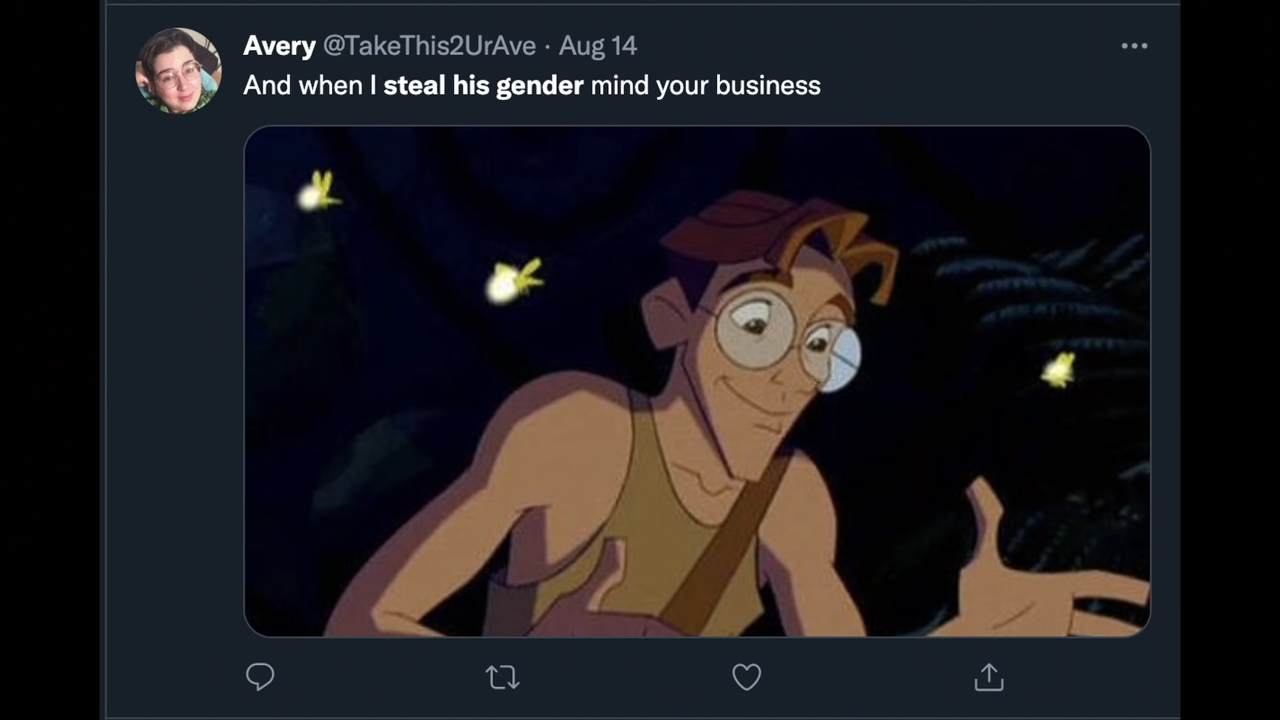 Avery @TakeThis2UrAve · Aug 14
And when I steal his gender mind your business